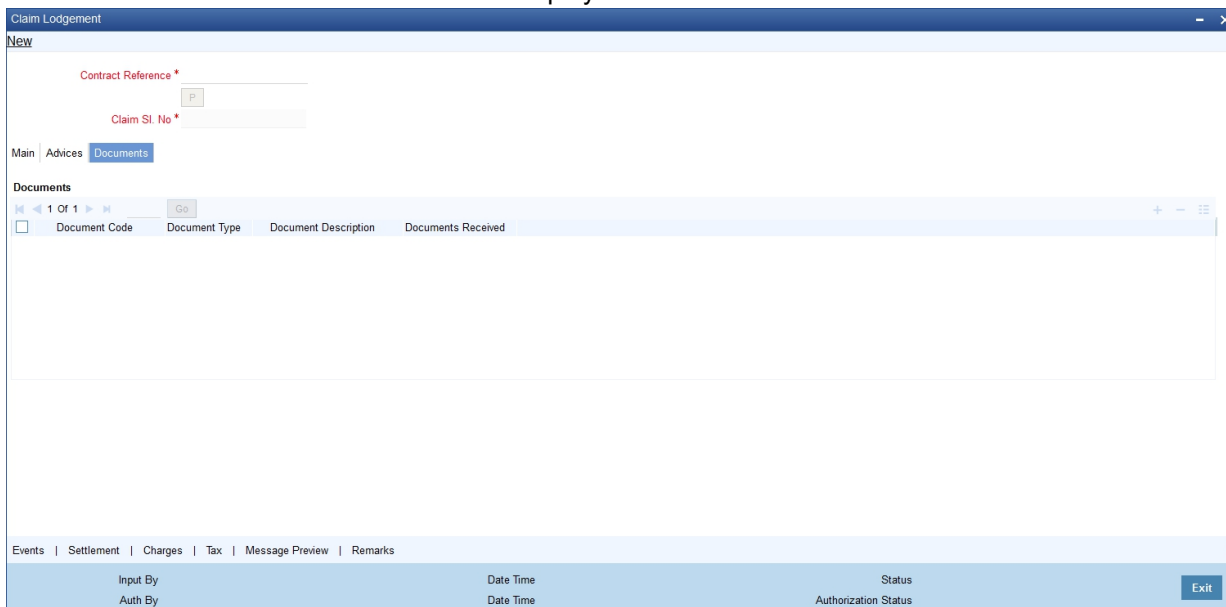 Claim Lodgement
New
Contract Reference *
P
Claim Sl. No *
Main Advices Documents
Documents
1 Of 1 Go
Document Code Document Type Document Description Documents Received
Events | Settlement | Charges | Tax | Message Preview | Remarks
Input By Date Time Status
Auth By Date Time Authorization Status
Exit